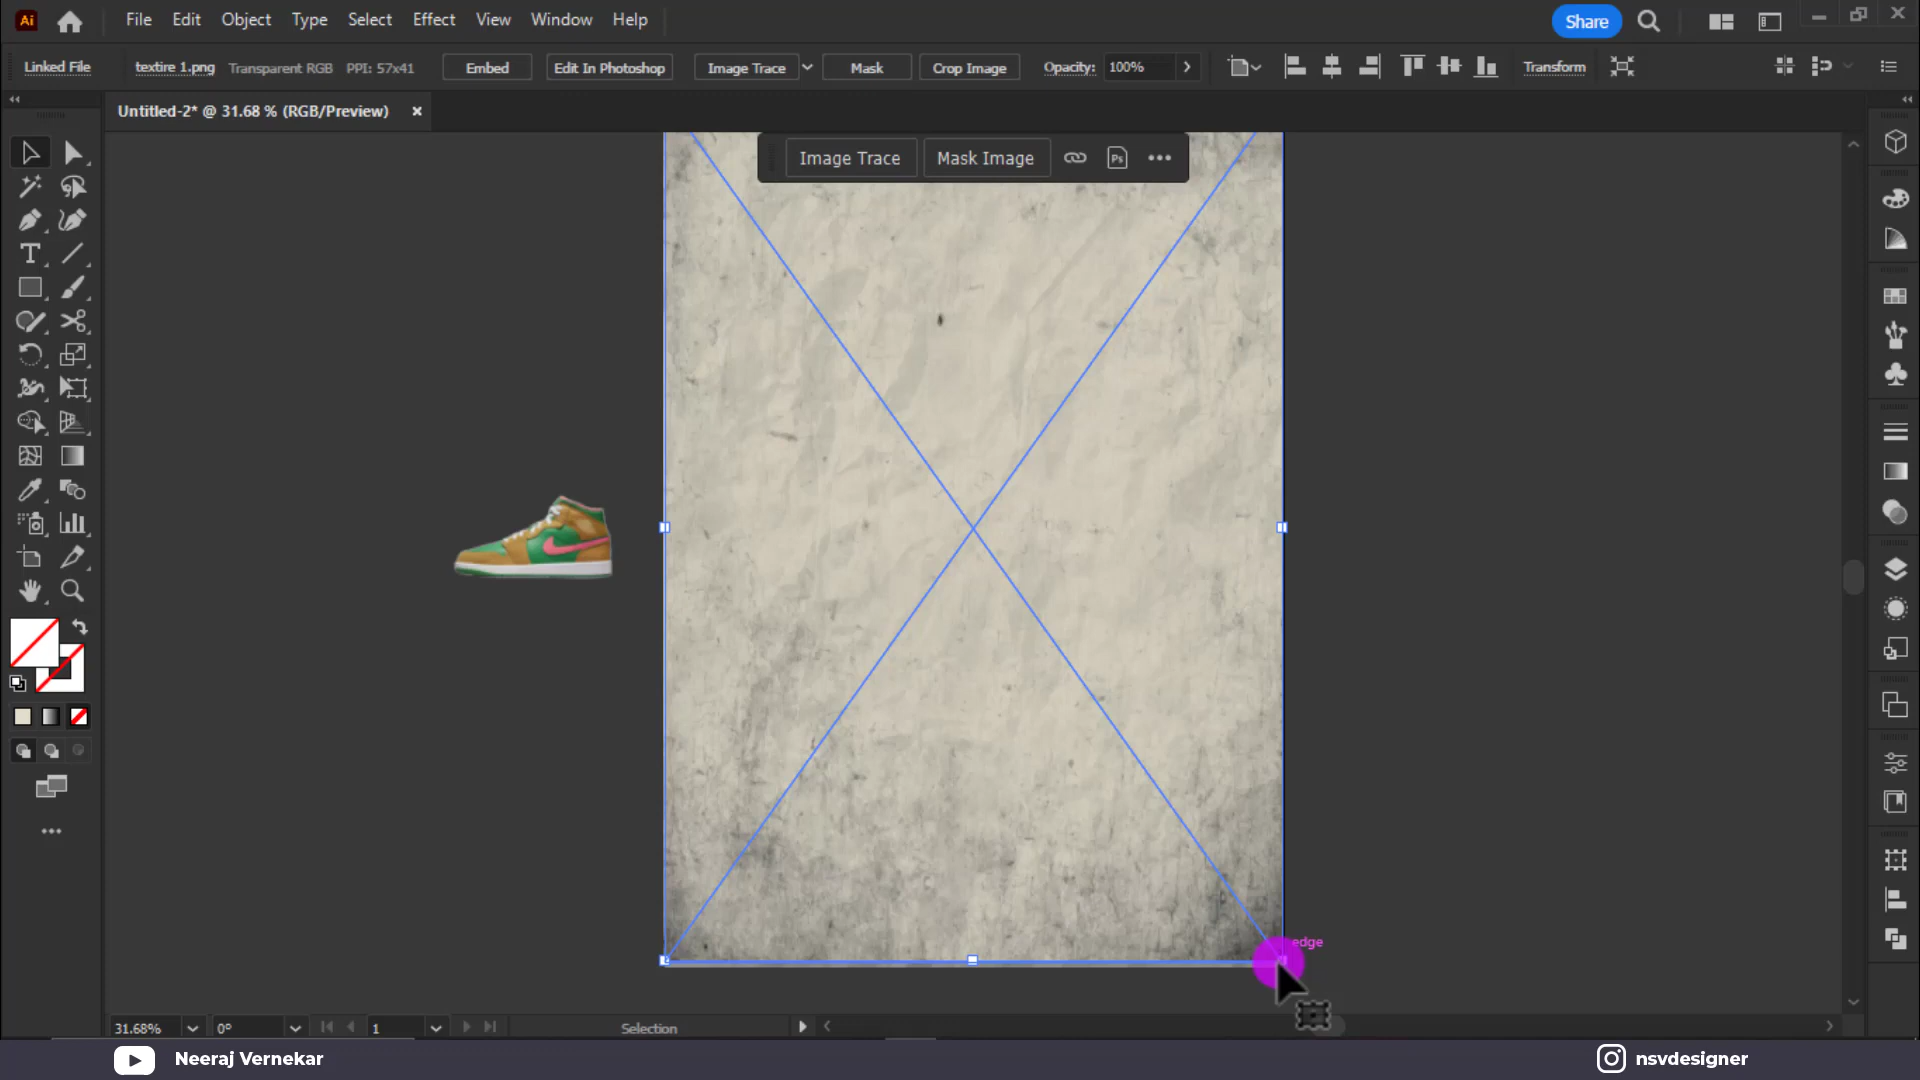 Ai File Edit Object Type Select Effect View Window Help Share
Linked File textire 1.png Transparent RGB PPI: 57x41 Embed Edit In Photoshop Image Trace Mask Crop Image Opacity: 100% Transform
Untitled-2* @ 31.68 % (RGB/Preview) ×
Image Trace Mask Image Ps
T
edge
31.68% 0° 1 Selection
Neeraj Vernekar nsvdesigner